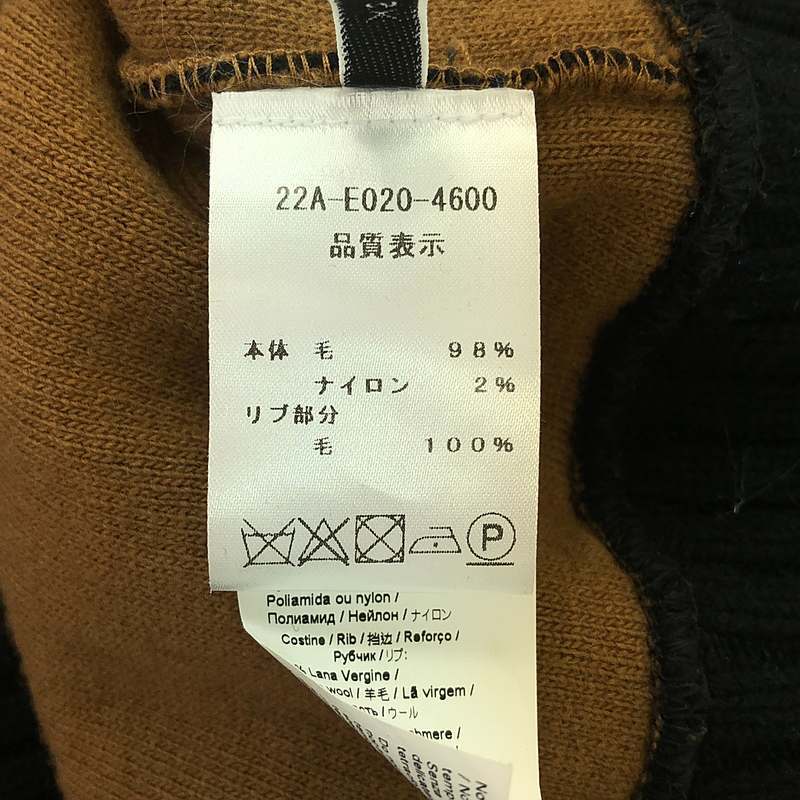 22A-E020-4600
品質表示
本体 毛 98%
ナイロン 2%
リブ部分
毛 100%
P
Poliamida ou nylon /
Полиамид / Нейлон / ナイロン
Costine / Rib / 挡边 / Reforço /
Рубчик / リブ:
% Lana Vergine /
wool / 羊毛 / Lã virgem /
/ ウール